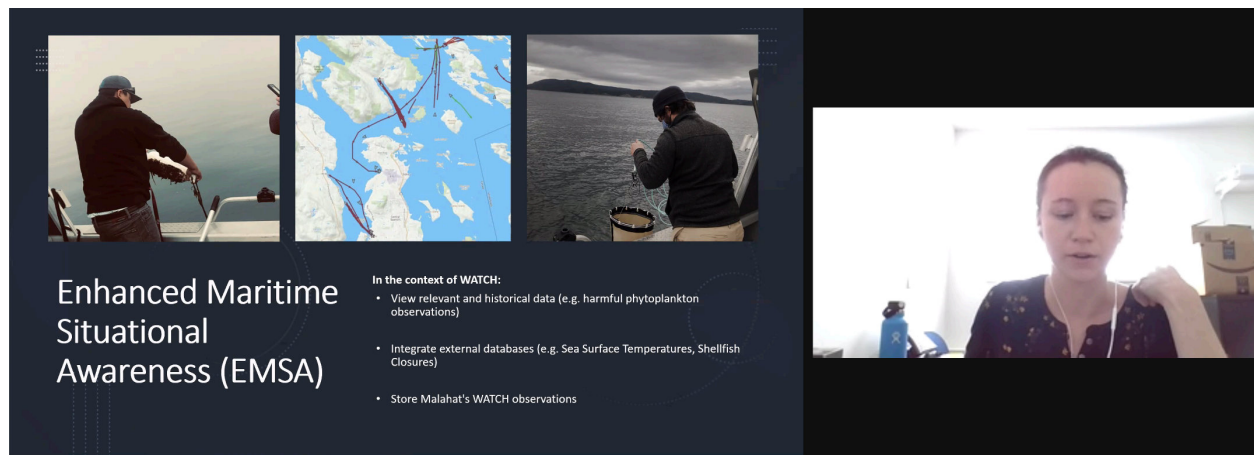 Enhanced Maritime
Situational
Awareness (EMSA)
In the context of WATCH:
• View relevant and historical data (e.g. harmful phytoplankton
observations)
• Integrate external databases (e.g. Sea Surface Temperatures, Shellfish
Closures)
• Store Malahat's WATCH observations